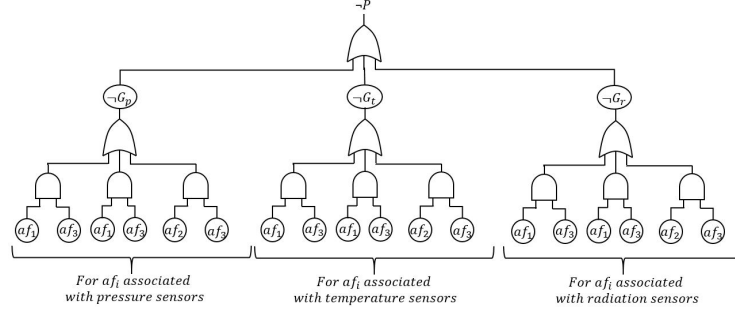 ¬P
¬G_p ¬G_t ¬G_r
af_1 af_3 af_1 af_3 af_2 af_3 af_1 af_3 af_1 af_3 af_2 af_3 af_1 af_3 af_1 af_3 af_2 af_3
For af_i associated
with pressure sensors
For af_i associated
with temperature sensors
For af_i associated
with radiation sensors